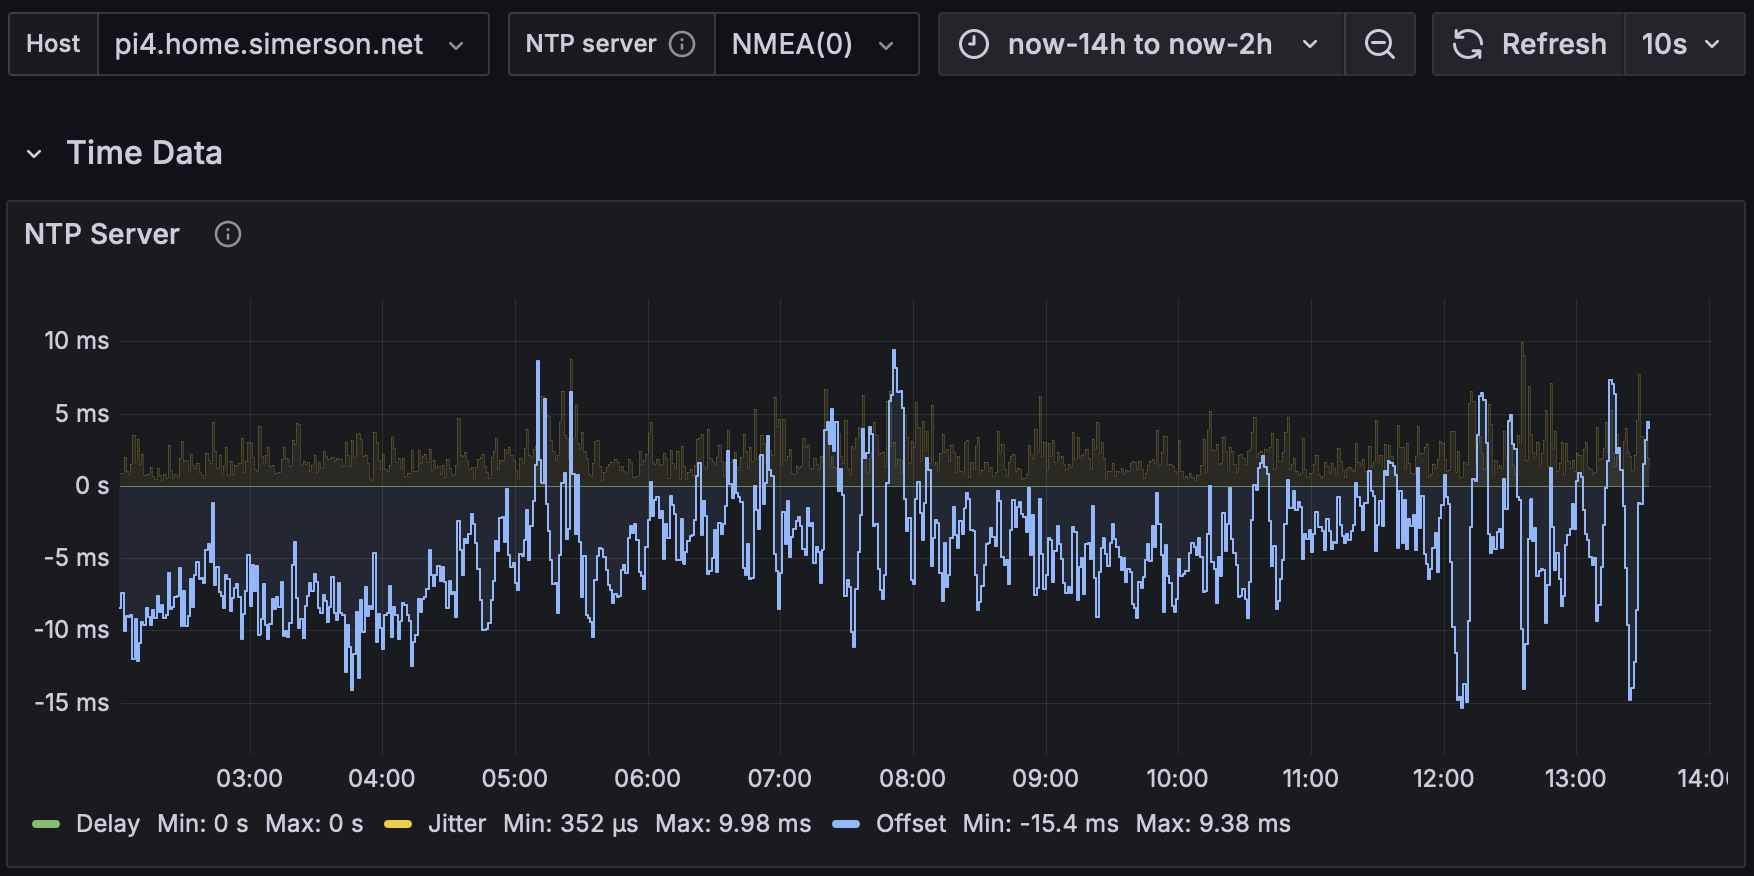 Host pi4.home.simerson.net NTP server NMEA(0) now-14h to now-2h Refresh 10s
Time Data
NTP Server
10 ms
5 ms
0 s
-5 ms
-10 ms
-15 ms
03:00 04:00 05:00 06:00 07:00 08:00 09:00 10:00 11:00 12:00 13:00 14:00
Delay Min: 0 s Max: 0 s Jitter Min: 352 µs Max: 9.98 ms Offset Min: -15.4 ms Max: 9.38 ms